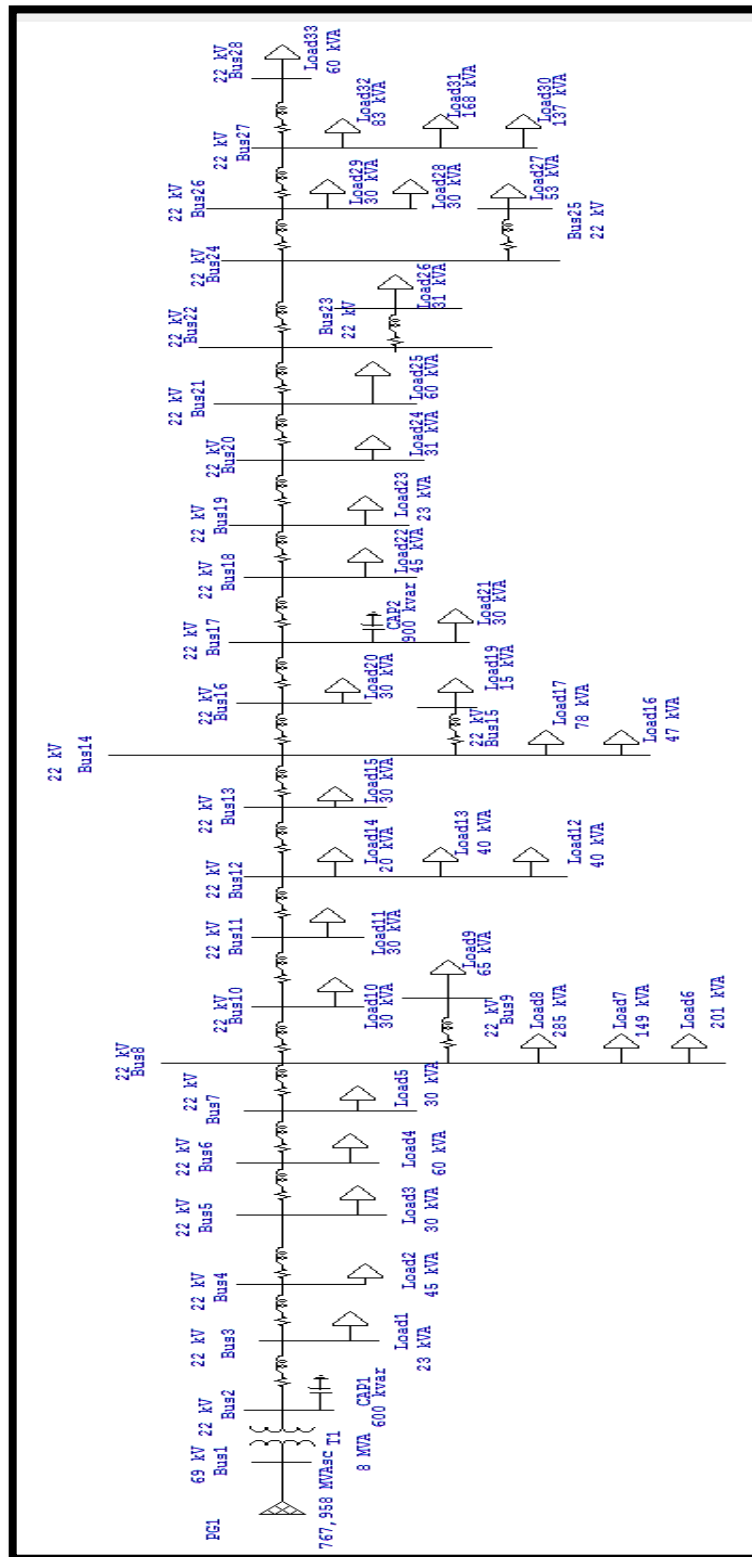 PG1
767,958 MVAsc
69 kV
Bus1
T1
8 MVA
22 kV
Bus2
CAP1
600 kvar
22 kV
Bus3
Load1
23 kVA
22 kV
Bus4
Load2
45 kVA
22 kV
Bus5
Load3
30 kVA
22 kV
Bus6
Load4
60 kVA
22 kV
Bus7
Load5
30 kVA
22 kV
Bus8
22 kV
Bus9
Load9
65 kVA
Load8
285 kVA
Load7
149 kVA
Load6
201 kVA
22 kV
Bus10
Load10
30 kVA
22 kV
Bus11
Load11
30 kVA
22 kV
Bus12
Load14
20 kVA
Load13
40 kVA
Load12
40 kVA
22 kV
Bus13
Load15
30 kVA
22 kV
Bus14
22 kV
Bus15
Load19
15 kVA
Load17
78 kVA
Load16
47 kVA
22 kV
Bus16
Load20
30 kVA
22 kV
Bus17
CAP2
900 kvar
Load21
30 kVA
22 kV
Bus18
Load22
45 kVA
22 kV
Bus19
Load23
23 kVA
22 kV
Bus20
Load24
31 kVA
22 kV
Bus21
Load25
60 kVA
22 kV
Bus22
Bus23
22 kV
Load26
31 kVA
22 kV
Bus24
Bus25
22 kV
Load27
53 kVA
22 kV
Bus26
Load29
30 kVA
Load28
30 kVA
22 kV
Bus27
Load32
83 kVA
Load31
168 kVA
Load30
137 kVA
22 kV
Bus28
Load33
60 kVA